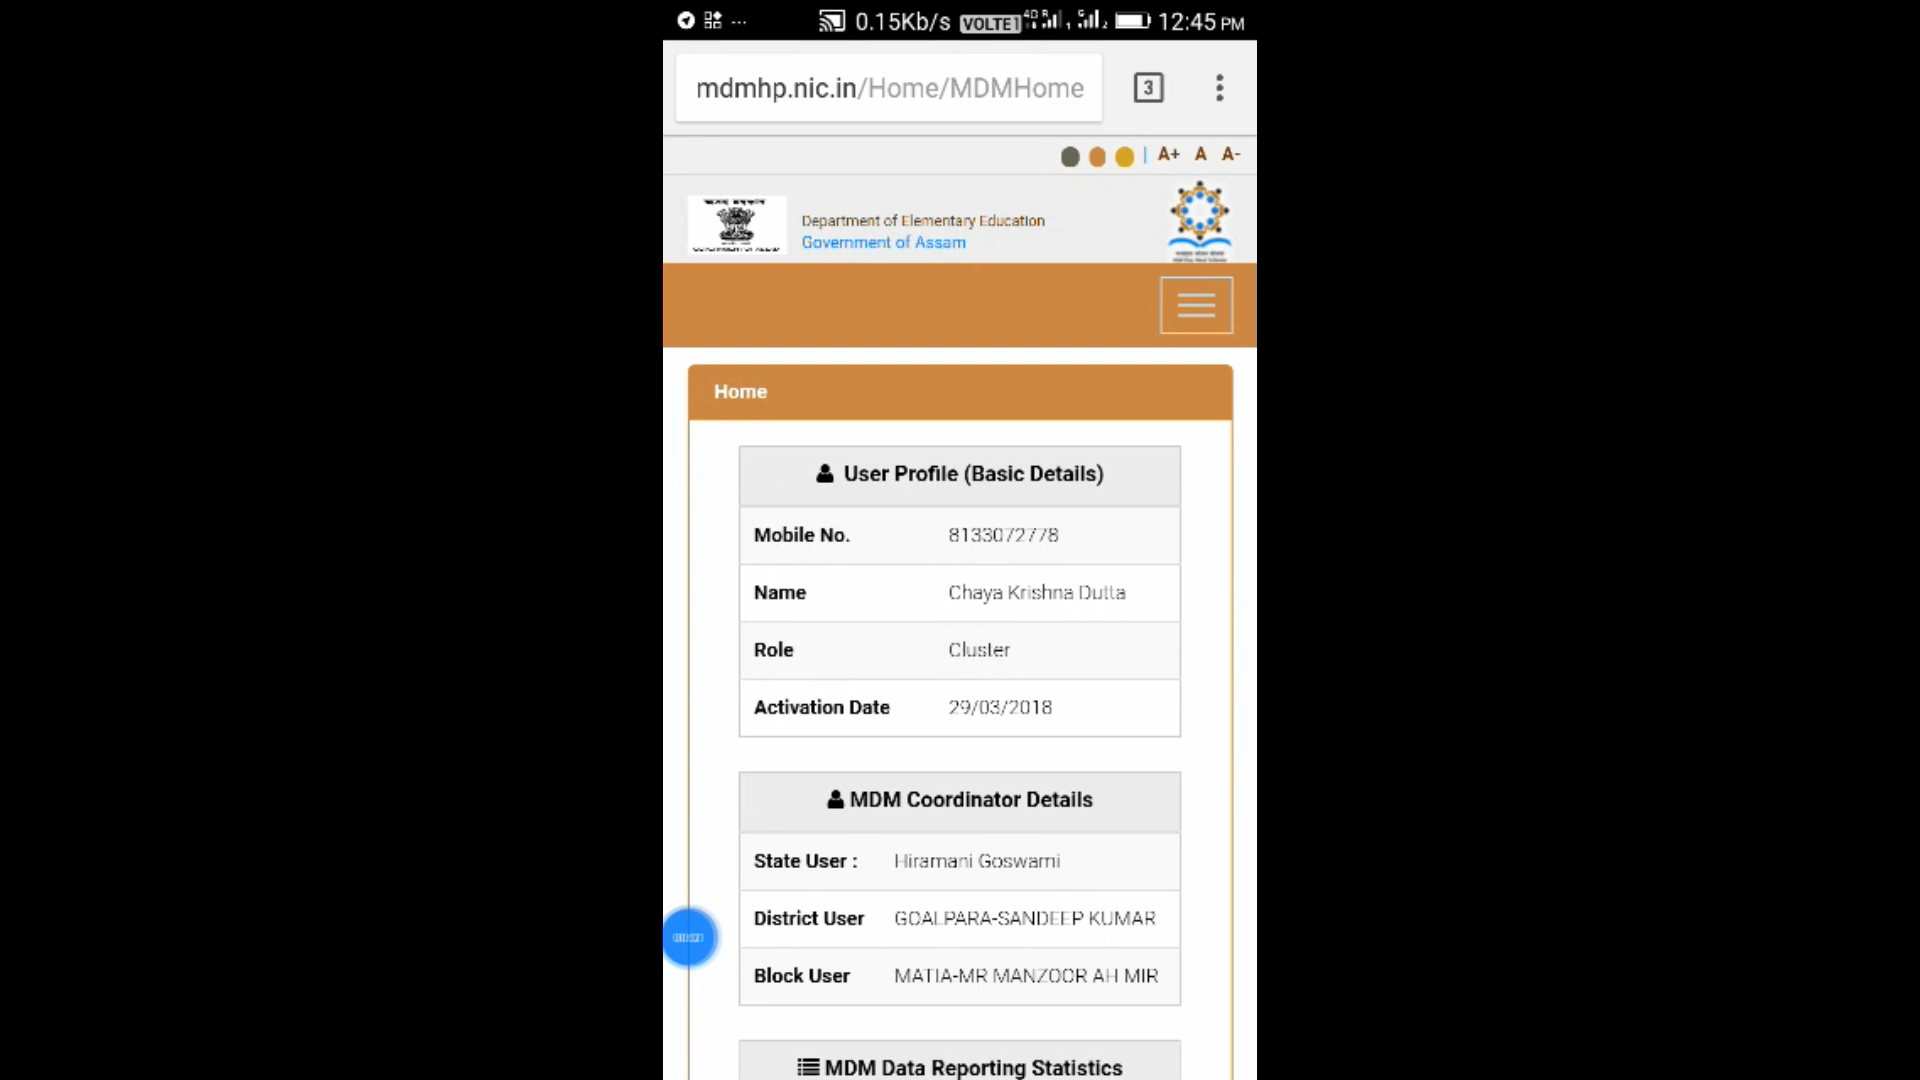 0.15Kb/s VOLTE1 12:45 PM
mdmhp.nic.in/Home/MDMHome 3
A+ A A-
Department of Elementary Education
Government of Assam
Home
User Profile (Basic Details)
Mobile No. 8133072778
Name Chaya Krishna Dutta
Role Cluster
Activation Date 29/03/2018
MDM Coordinator Details
State User : Hiramani Goswami
District User GOALPARA-SANDEEP KUMAR
Block User MATIA-MR MANZOOR AH MIR
MDM Data Reporting Statistics